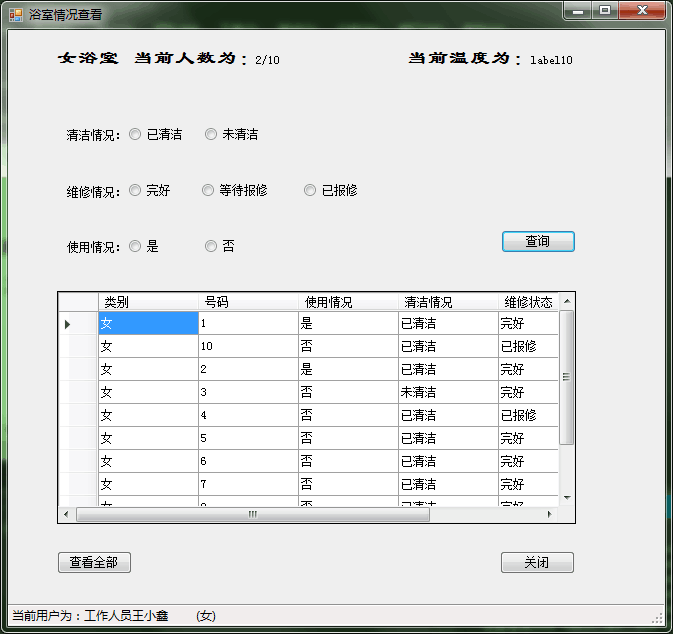 浴室情况查看
女浴室 当前人数为：2/10 当前温度为：label10
清洁情况： 已清洁 未清洁
维修情况： 完好 等待报修 已报修
使用情况： 是 否
查询
类别 号码 使用情况 清洁情况 维修状态
女 1 是 已清洁 完好
女 10 否 已清洁 已报修
女 2 是 已清洁 完好
女 3 否 未清洁 完好
女 4 否 已清洁 已报修
女 5 否 已清洁 完好
女 6 否 已清洁 完好
女 7 否 已清洁 完好
查看全部 关闭
当前用户为：工作人员王小鑫 (女)